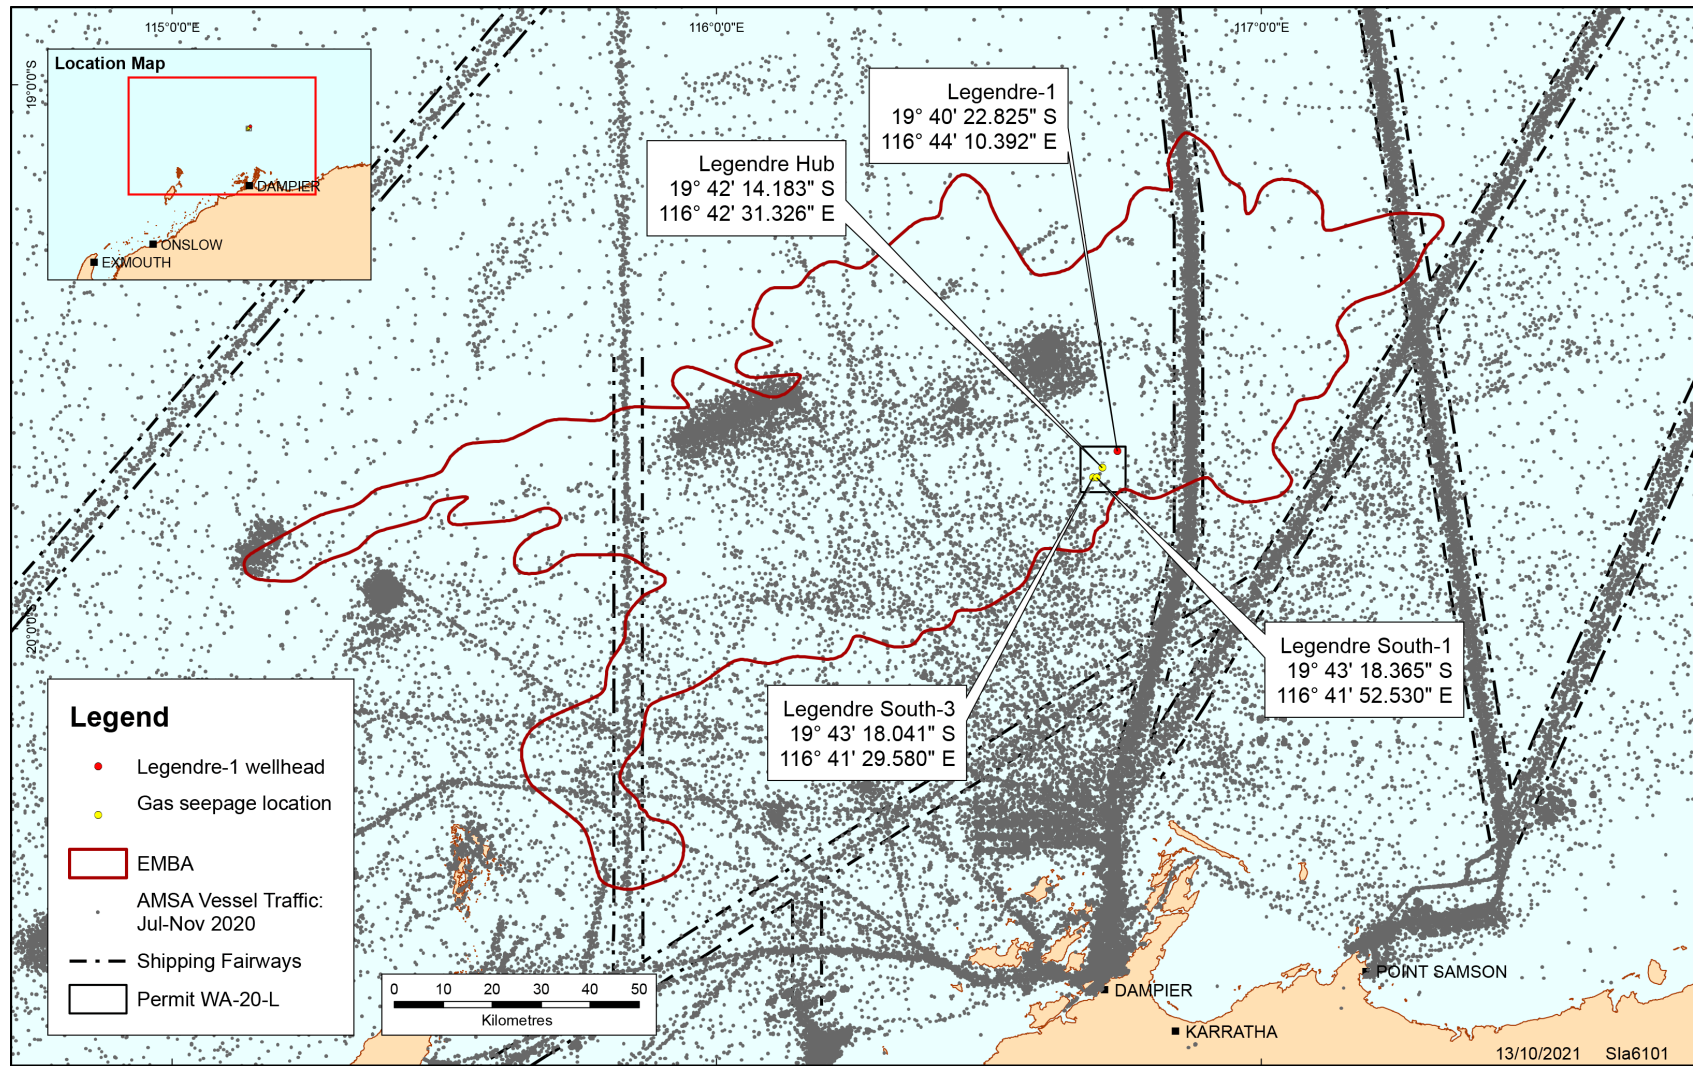 115°0'0"E
116°0'0"E
117°0'0"E
19°0'0"S
20°0'0"S
Location Map
DAMPIER
ONSLOW
EXMOUTH
Legendre-1
19° 40' 22.825" S
116° 44' 10.392" E
Legendre Hub
19° 42' 14.183" S
116° 42' 31.326" E
Legendre South-1
19° 43' 18.365" S
116° 41' 52.530" E
Legendre South-3
19° 43' 18.041" S
116° 41' 29.580" E
Legend
Legendre-1 wellhead
Gas seepage location
EMBA
AMSA Vessel Traffic:
Jul-Nov 2020
Shipping Fairways
Permit WA-20-L
0 10 20 30 40 50
Kilometres
POINT SAMSON
DAMPIER
KARRATHA
13/10/2021 Sla6101